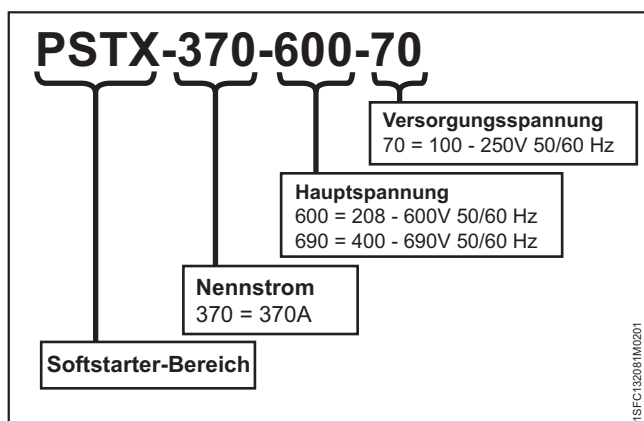 PSTX-370-600-70
Versorgungsspannung
70 = 100 - 250V 50/60 Hz
Hauptspannung
600 = 208 - 600V 50/60 Hz
690 = 400 - 690V 50/60 Hz
Nennstrom
370 = 370A
Softstarter-Bereich
1SFC132081M0201